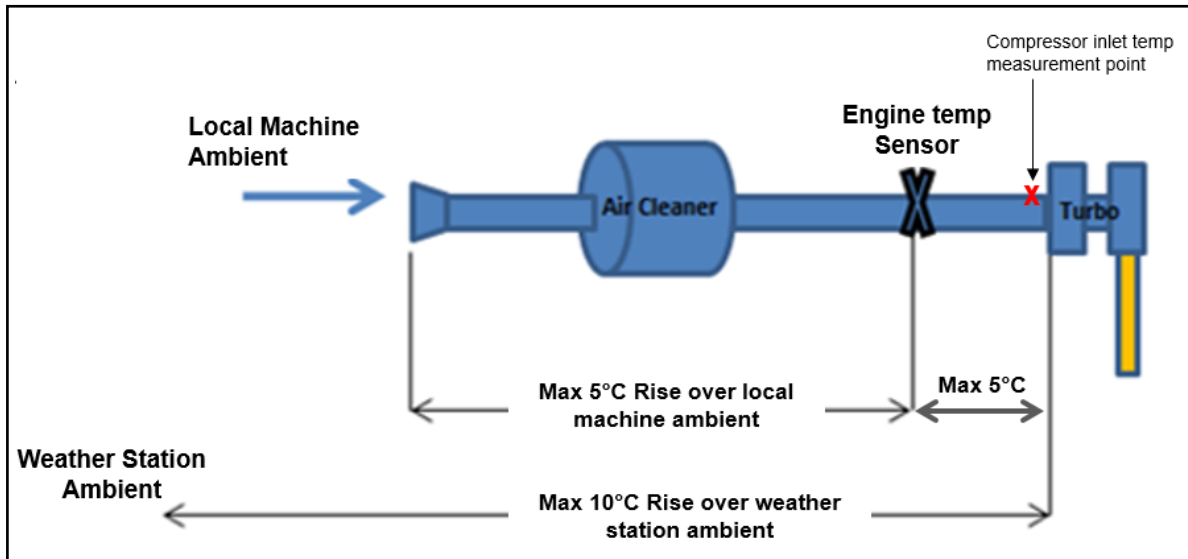 Compressor inlet temp
measurement point
Engine temp
Sensor
Local Machine
Ambient
Air Cleaner
X
Turbo
Max 5°C Rise over local
machine ambient
Max 5°C
Weather Station
Ambient
Max 10°C Rise over weather
station ambient